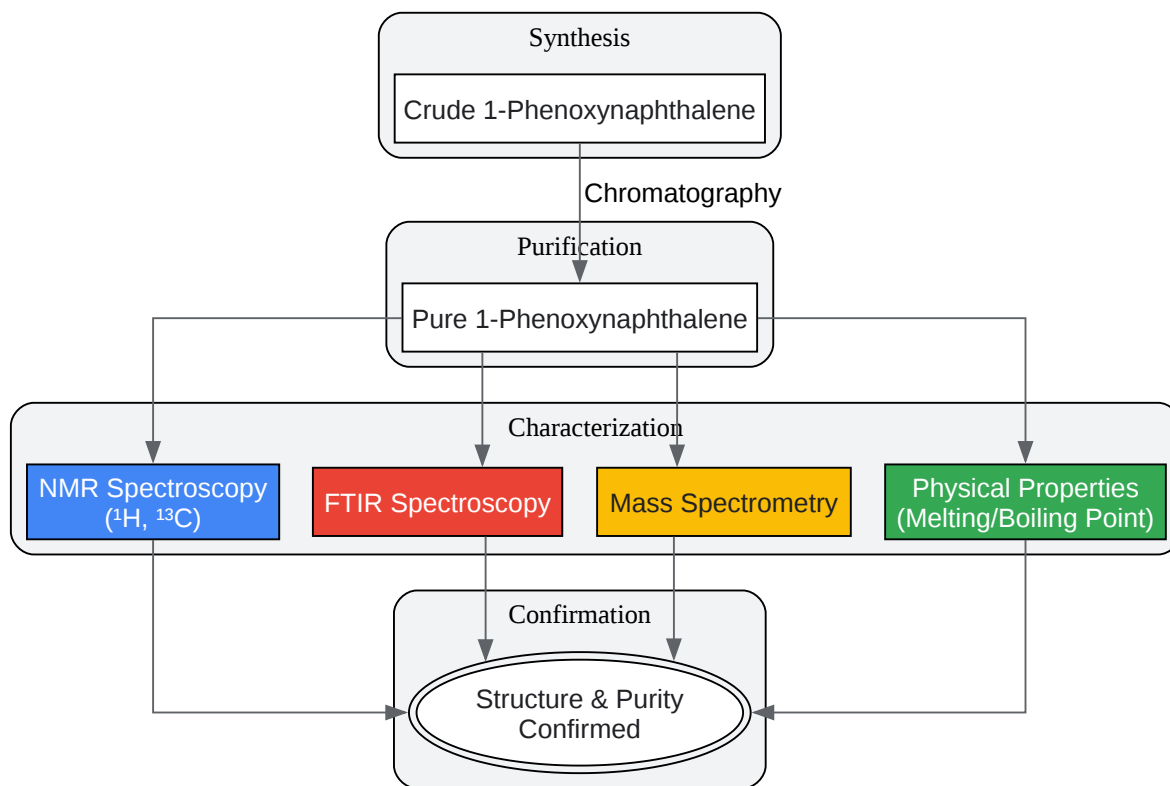 Synthesis
Crude 1-Phenoxynaphthalene
Chromatography
Purification
Pure 1-Phenoxynaphthalene
Characterization
NMR Spectroscopy
(¹H, ¹³C)
FTIR Spectroscopy
Mass Spectrometry
Physical Properties
(Melting/Boiling Point)
Confirmation
Structure & Purity
Confirmed